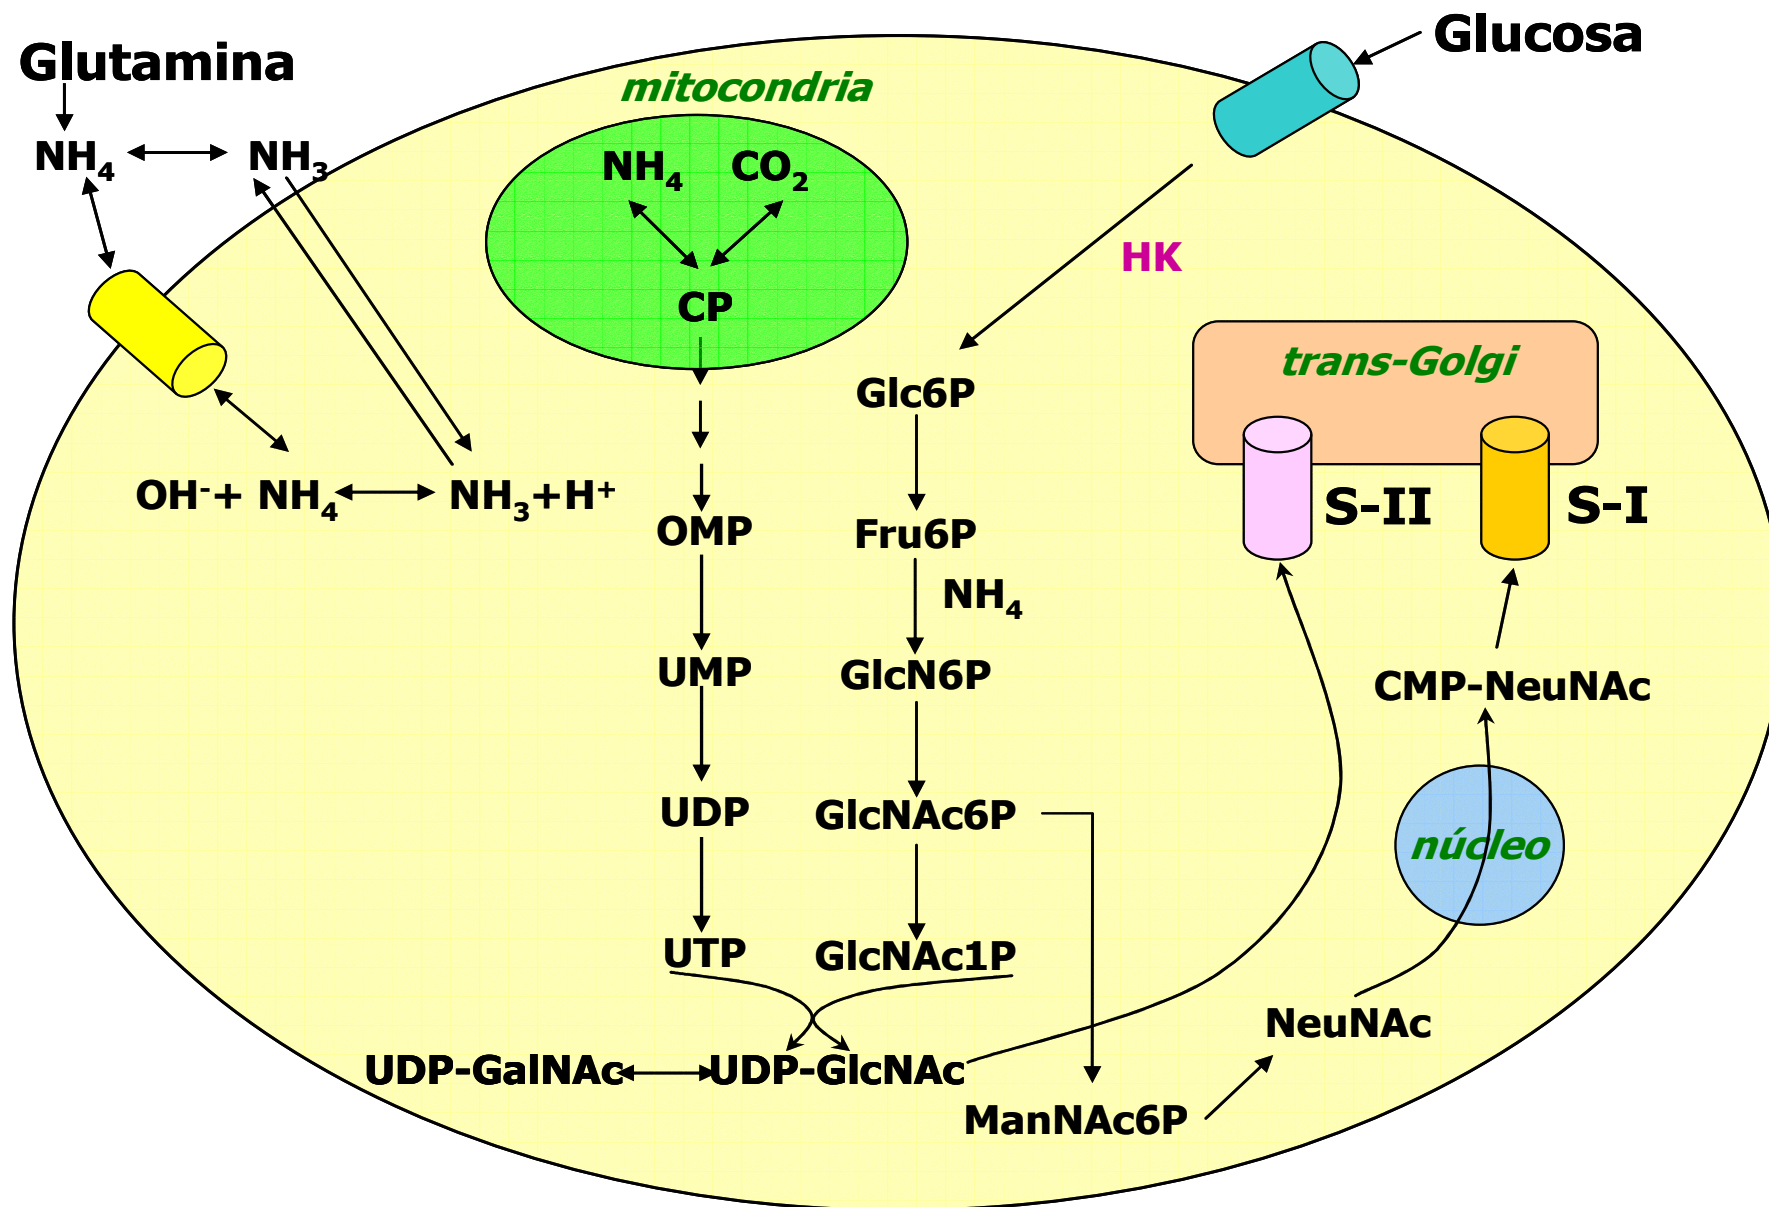 Glucosa
Glutamina
mitocondria
NH4
NH3
NH4 CO2
HK
CP
trans-Golgi
Glc6P
OH-+ NH4
NH3+H+
S-II
S-I
OMP
Fru6P
NH4
UMP
GlcN6P
CMP-NeuNAc
UDP
GlcNAc6P
núcleo
UTP
GlcNAc1P
NeuNAc
UDP-GalNAc
UDP-GlcNAc
ManNAc6P